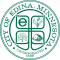 CITY OF EDINA, MINNESOTA